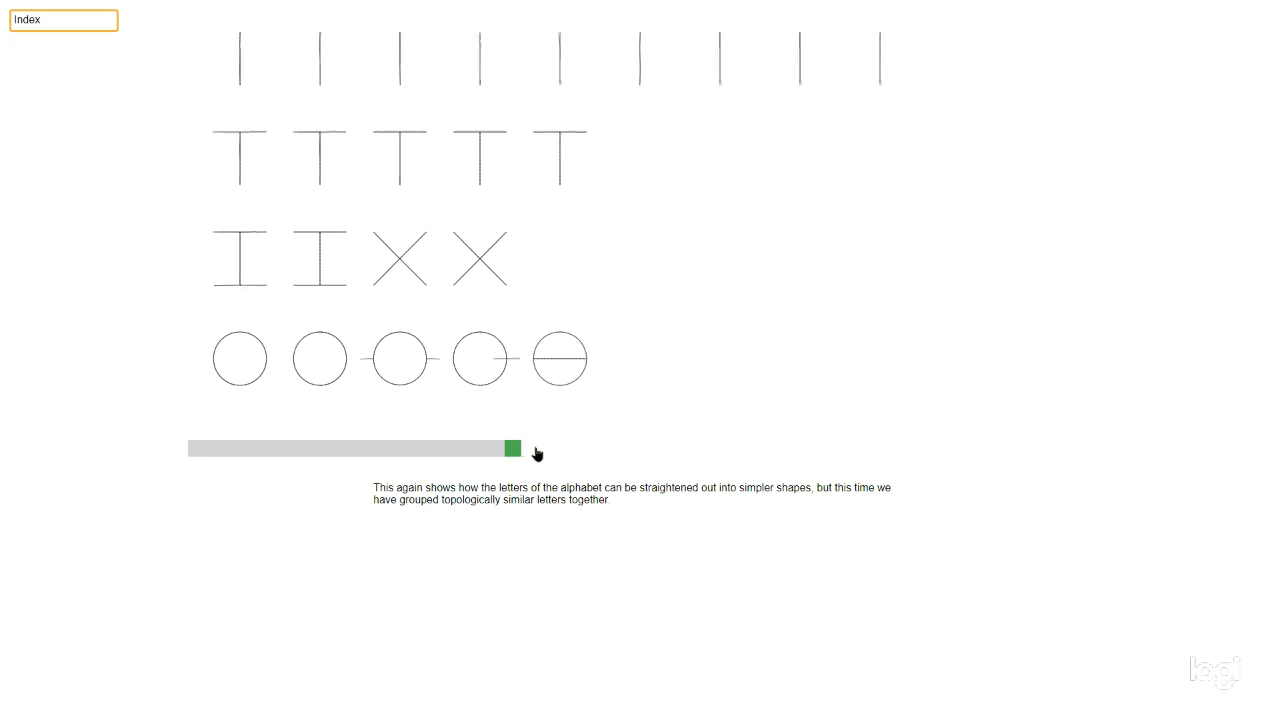 Index
T T T T T
I I X X
This again shows how the letters of the alphabet can be straightened out into simpler shapes, but this time we
have grouped topologically similar letters together.
logi